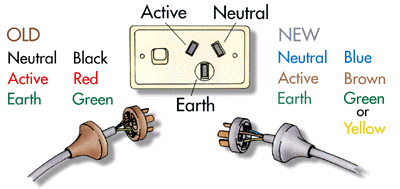 Active Neutral
OLD
Neutral Black
Active Red
Earth Green
Earth
NEW
Neutral Blue
Active Brown
Earth Green
or
Yellow